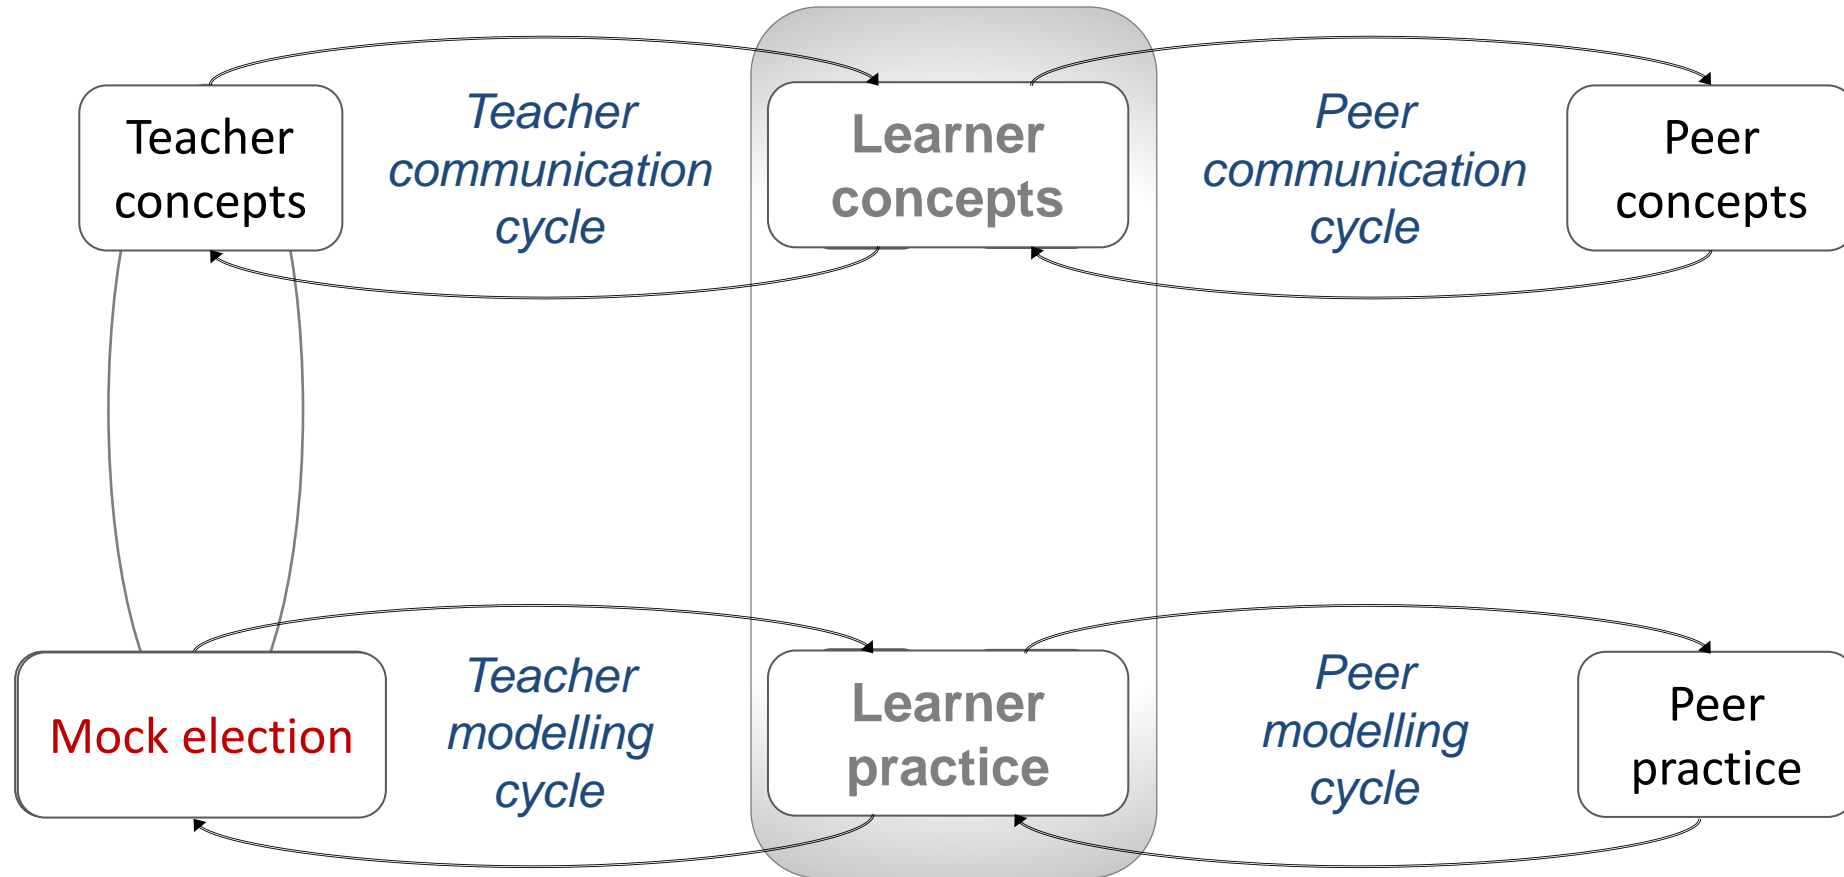 Teacher
concepts
Teacher
communication
cycle
Learner
concepts
Peer
communication
cycle
Peer
concepts
Mock election
Teacher
modelling
cycle
Learner
practice
Peer
modelling
cycle
Peer
practice